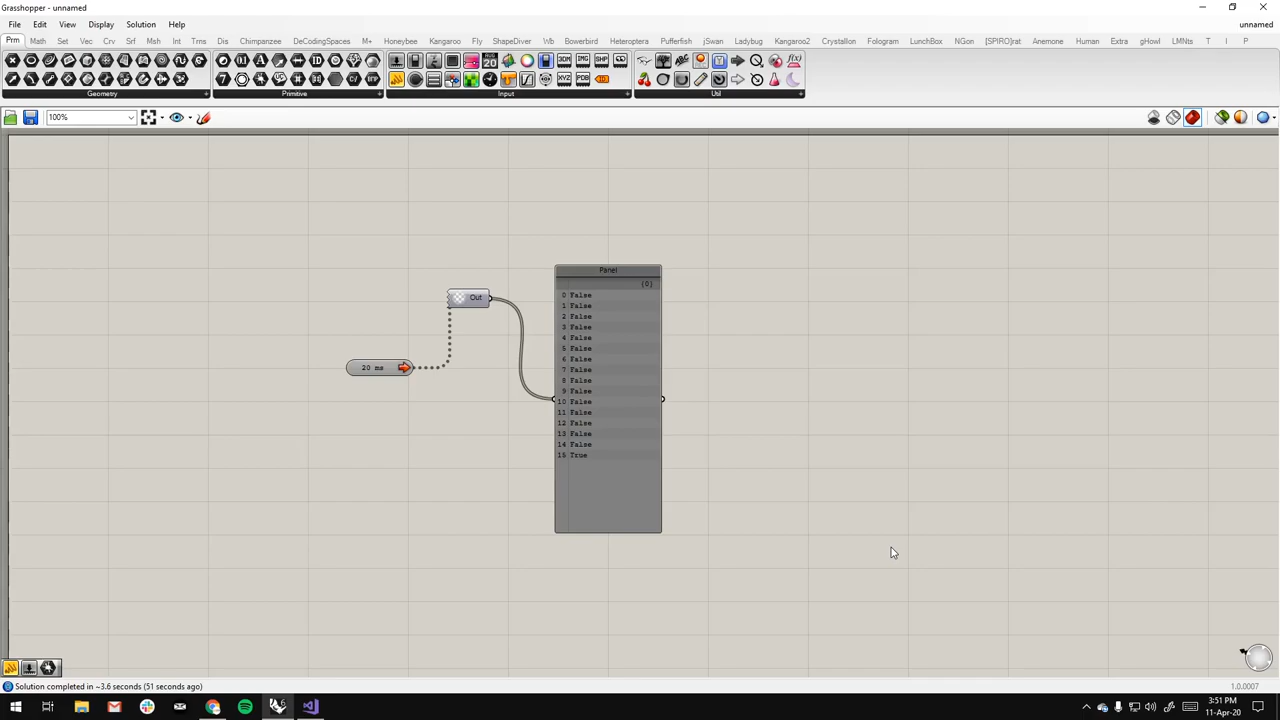 Grasshopper - unnamed
File Edit View Display Solution Help
unnamed
Prm Math Set Vec Crv Srf Msh Int Trns Dis Chimpanzee DeCodingSpaces M+ Honeybee Kangaroo Fly ShapeDiver Wb Bowerbird Heteroptera Pufferfish jSwan Ladybug Kangaroo2 Crystallon Fologram LunchBox NGon [SPIRO]rat Anemone Human Extra gHowl LMNts T I P
Geometry Primitive Input Util
100%
Panel
{0}
0 False
Out
1 False
2 False
3 False
4 False
5 False
6 False
20 ms
7 False
8 False
9 False
10 False
11 False
12 False
13 False
14 False
15 True
Solution completed in ~3.6 seconds (51 seconds ago)
1.0.0007
3:51 PM
11-Apr-20